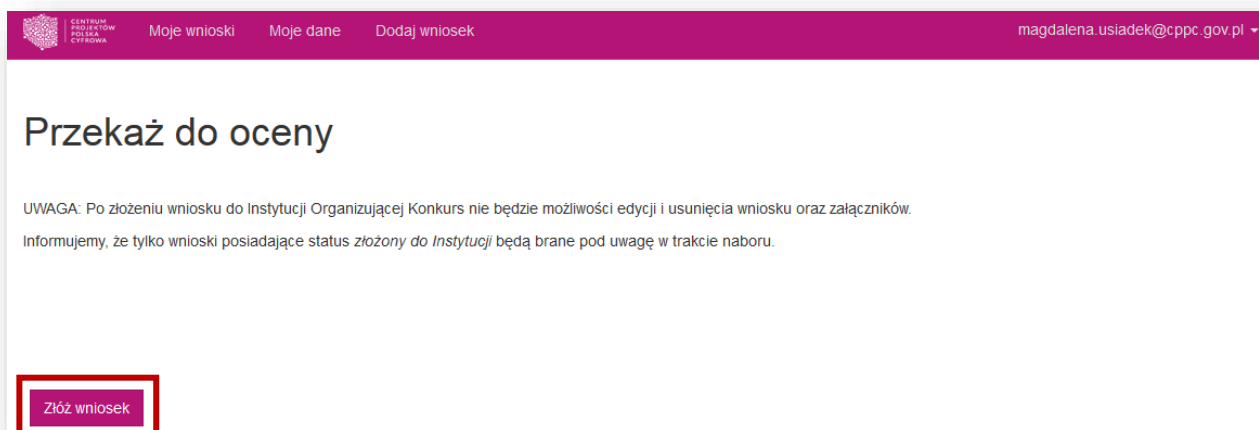 CENTRUM
PROJEKTÓW
POLSKA
CYFROWA
Moje wnioski Moje dane Dodaj wniosek magdalena.usiadek@cppc.gov.pl
Przekaż do oceny
UWAGA: Po złożeniu wniosku do Instytucji Organizującej Konkurs nie będzie możliwości edycji i usunięcia wniosku oraz załączników.
Informujemy, że tylko wnioski posiadające status złożony do Instytucji będą brane pod uwagę w trakcie naboru.
Złóż wniosek